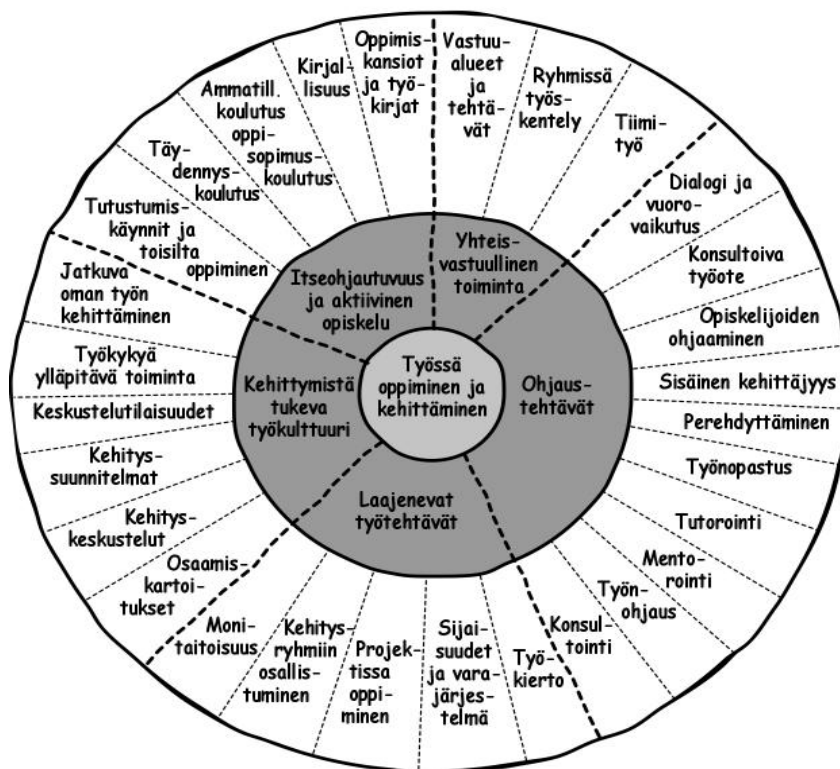 Työssä
oppiminen ja
kehittäminen
Itseohjautuvuus
ja aktiivinen
opiskelu
Yhteis-
vastuullinen
toiminta
Ohjaus-
tehtävät
Laajenevat
työtehtävät
Kehittymistä
tukeva
työkulttuuri
Tutustumis-
käynnit ja
toisilta
oppiminen
Täy-
dennys-
koulutus
Ammatill.
koulutus
oppi-
sopimus-
koulutus
Kirjal-
lisuus
Oppimis-
kansiot
ja työ-
kirjat
Vastuu-
alueet
ja
tehtä-
vät
Ryhmissä
työs-
kentely
Tiimi-
työ
Dialogi ja
vuoro-
vaikutus
Konsultoiva
työote
Opiskelijoiden
ohjaaminen
Sisäinen kehittäjyys
Perehdyttäminen
Työnopastus
Tutorointi
Mento-
rointi
Työn-
ohjaus
Konsul-
tointi
Työ-
kierto
Sijai-
suudet
ja vara-
järjes-
telmä
Projek-
tissa
oppi-
minen
Kehitys-
ryhmiin
osallis-
tuminen
Moni-
taitoisuus
Osaamis-
kartoi-
tukset
Kehitys-
keskustelut
Kehitys-
suunnitelmat
Keskustelutilaisuudet
Työkykyä
ylläpitävä toiminta
Jatkuva
oman työn
kehittäminen